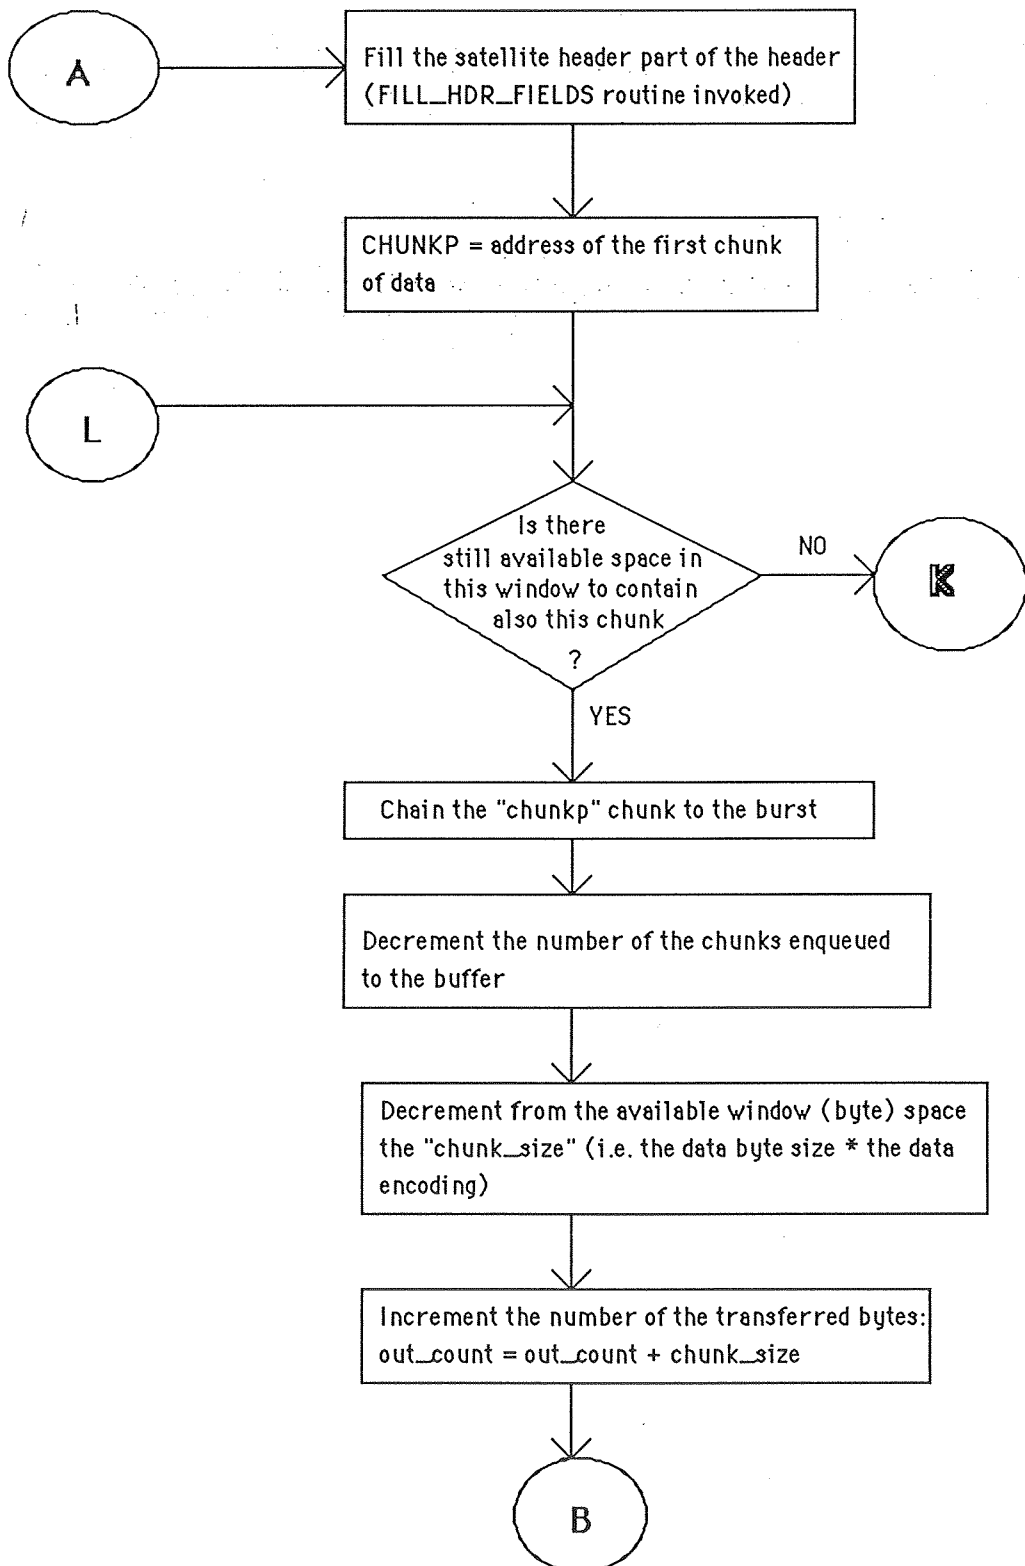 A
Fill the satellite header part of the header
(FILL_HDR_FIELDS routine invoked)
CHUNKP = address of the first chunk
of data
L
Is there
still available space in
this window to contain
also this chunk
?
NO
K
YES
Chain the "chunkp" chunk to the burst
Decrement the number of the chunks enqueued
to the buffer
Decrement from the available window (byte) space
the "chunk_size" (i.e. the data byte size * the data
encoding)
Increment the number of the transferred bytes:
out_count = out_count + chunk_size
B